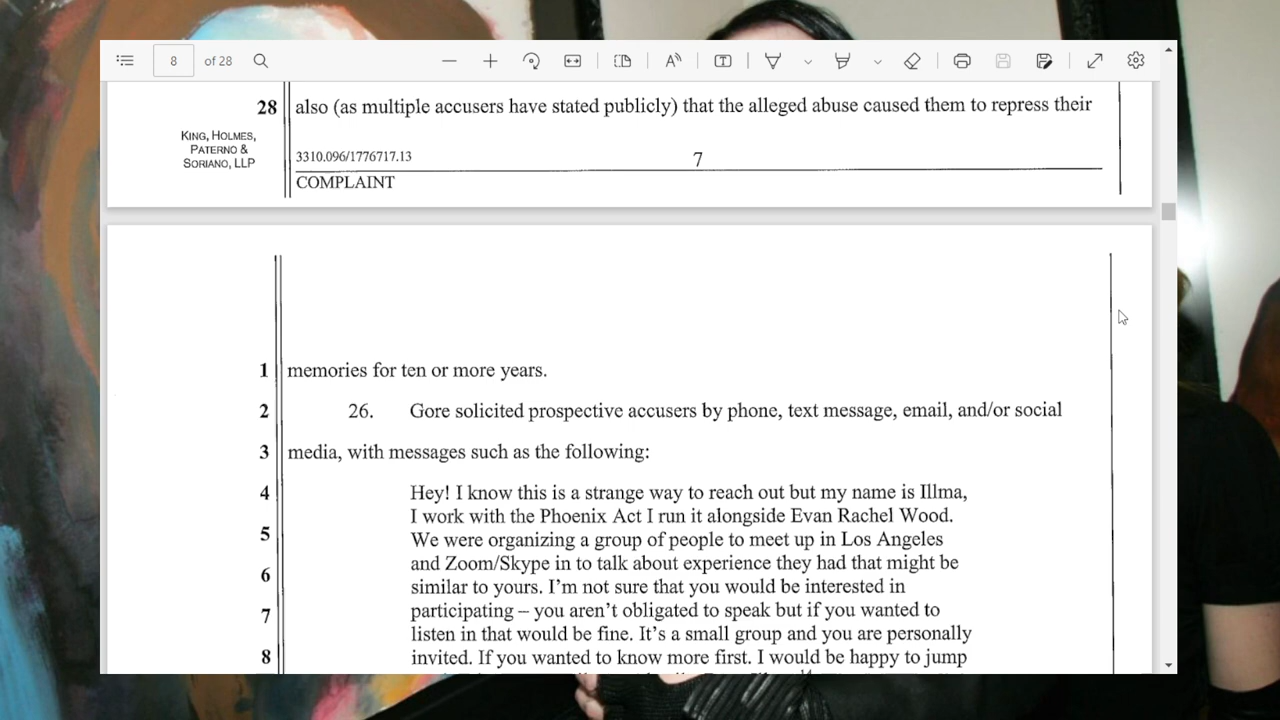 8 of 28
28 also (as multiple accusers have stated publicly) that the alleged abuse caused them to repress their
KING, HOLMES,
PATERNO &
SORIANO, LLP
3310.096/1776717.13 7
COMPLAINT
1 memories for ten or more years.
2 26. Gore solicited prospective accusers by phone, text message, email, and/or social
3 media, with messages such as the following:
4 Hey! I know this is a strange way to reach out but my name is Illma,
I work with the Phoenix Act I run it alongside Evan Rachel Wood.
5 We were organizing a group of people to meet up in Los Angeles
and Zoom/Skype in to talk about experience they had that might be
6 similar to yours. I'm not sure that you would be interested in
7 participating – you aren't obligated to speak but if you wanted to
listen in that would be fine. It's a small group and you are personally
8 invited. If you wanted to know more first. I would be happy to jump